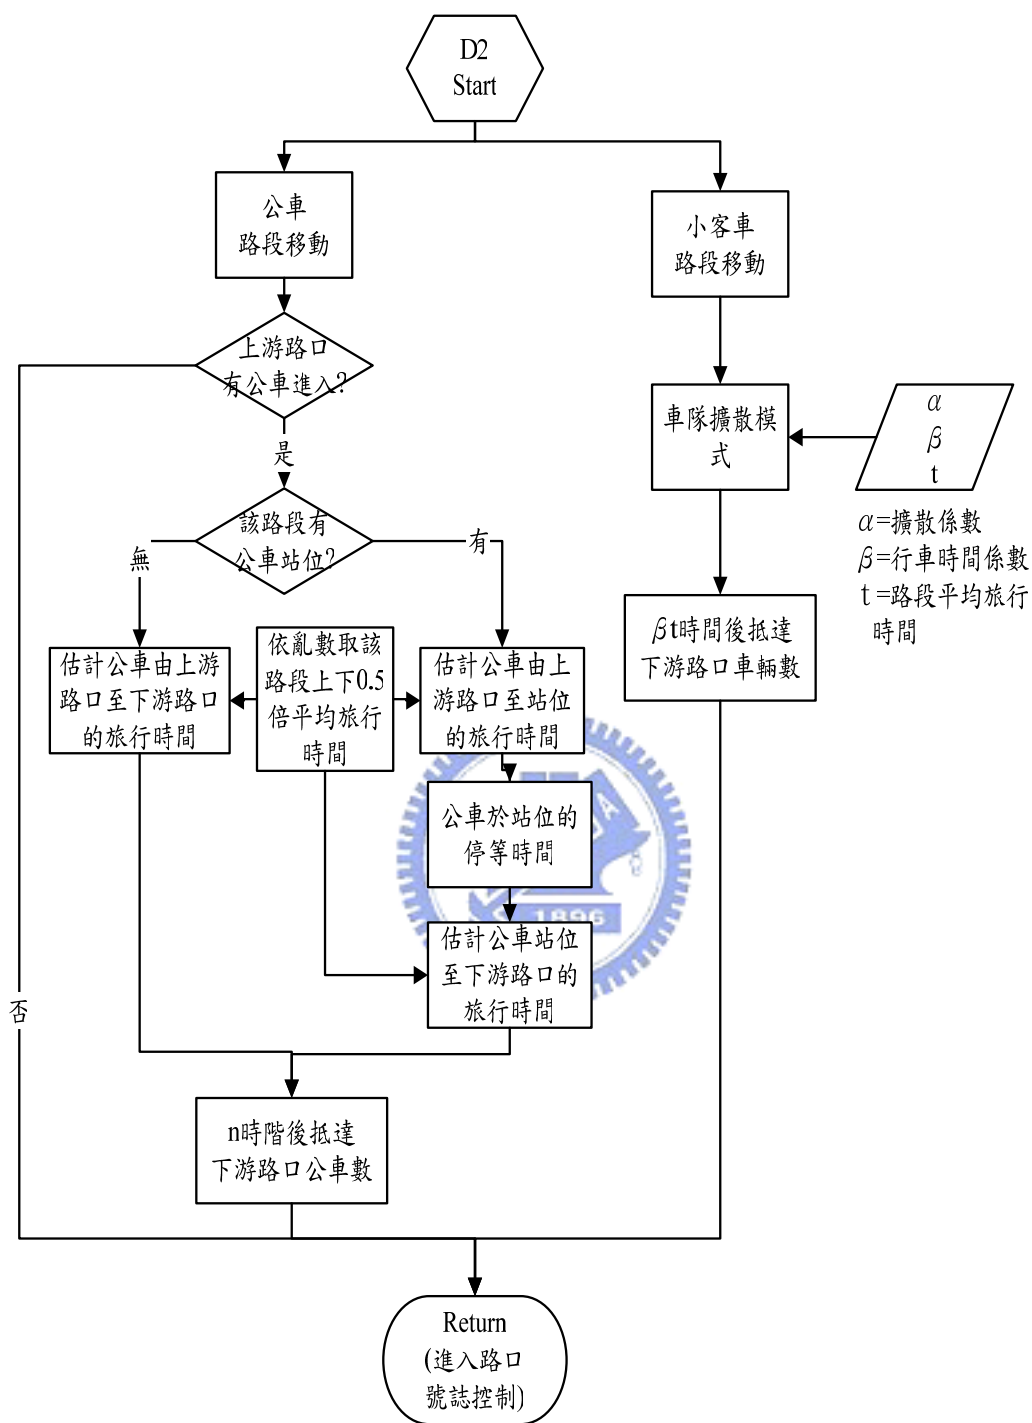 D2
Start
公車
路段移動
小客車
路段移動
上游路口
有公車進入?
是
車隊擴散模
式
α
β
t
α=擴散係數
β=行車時間係數
t=路段平均旅行
時間
該路段有
公車站位?
無
有
估計公車由上游
路口至下游路口
的旅行時間
依亂數取該
路段上下0.5
倍平均旅行
時間
估計公車由上
游路口至站位
的旅行時間
βt時間後抵達
下游路口車輛數
公車於站位的
停等時間
1896
估計公車站位
至下游路口的
旅行時間
否
n時階後抵達
下游路口公車數
Return
(進入路口
號誌控制)